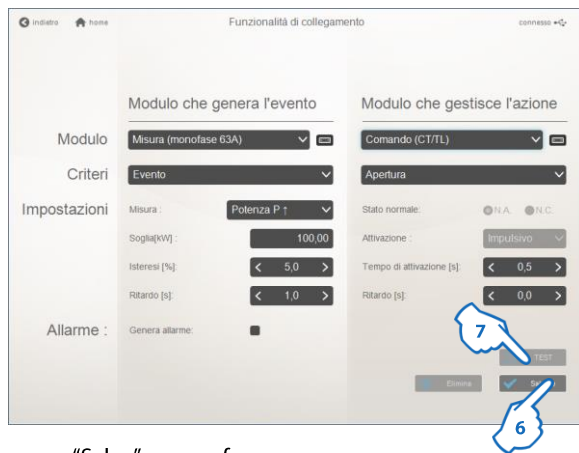 indietro home Funzionalità di collegamento connesso
Modulo che genera l'evento Modulo che gestisce l'azione
Modulo Misura (monofase 63A) Comando (CT/TL)
Criteri Evento Apertura
Impostazioni Misura : Potenza P ↑ Stato normale: N.A. N.C.
Soglia[kW] : 100,00 Attivazione : Impulsivo
Isteresi [%]: < 5,0 > Tempo di attivazione [s]: < 0,5 >
Ritardo [s]: < 1,0 > Ritardo [s]: < 0,0 >
Allarme : Genera allarme:
7
TEST
Elimina
6